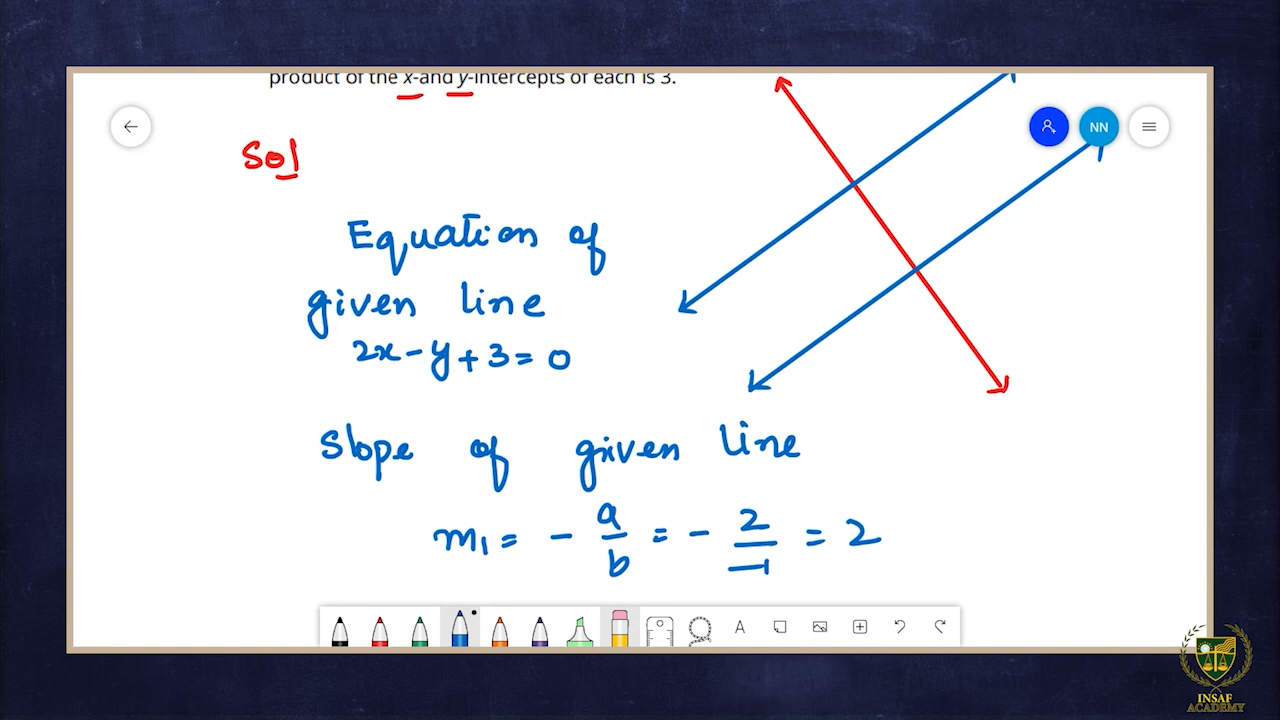 product of the x-and y-intercepts of each is 3.
NN
Sol
Equation of
given line
2x - y + 3 = 0
Slope of given line
m₁ = - a/b = - 2/-1 = 2
A
INSAF
ACADEMY